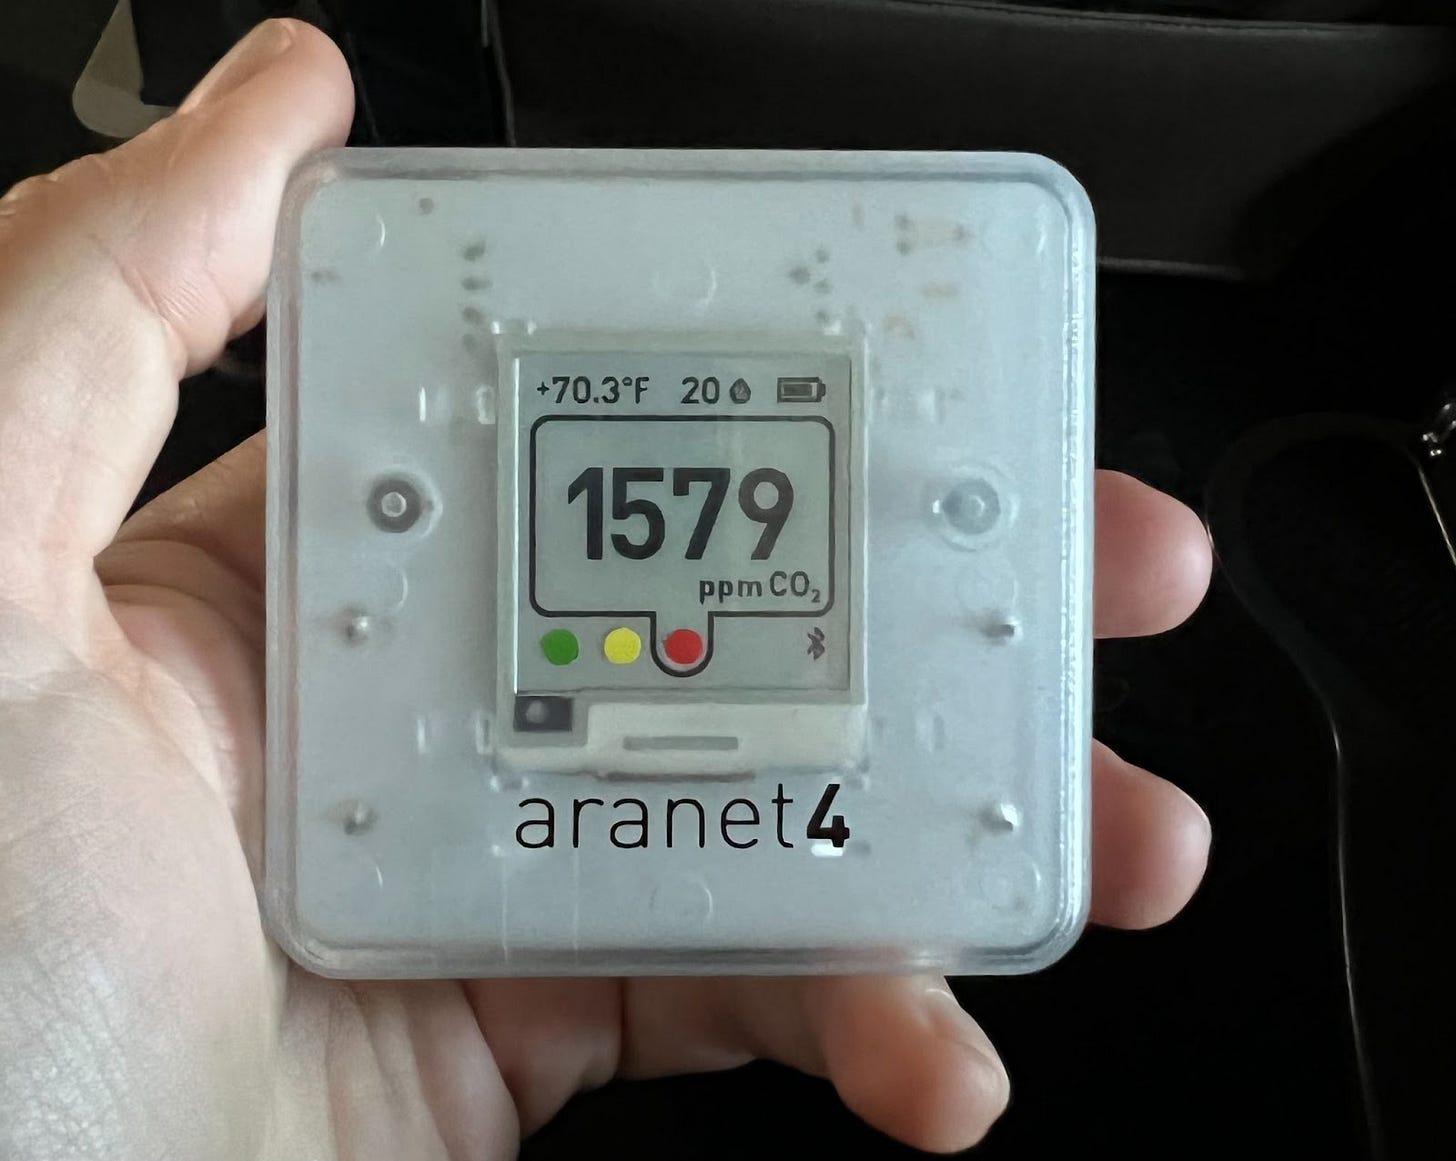 +70.3°F 20
1579
ppm CO₂
aranet4